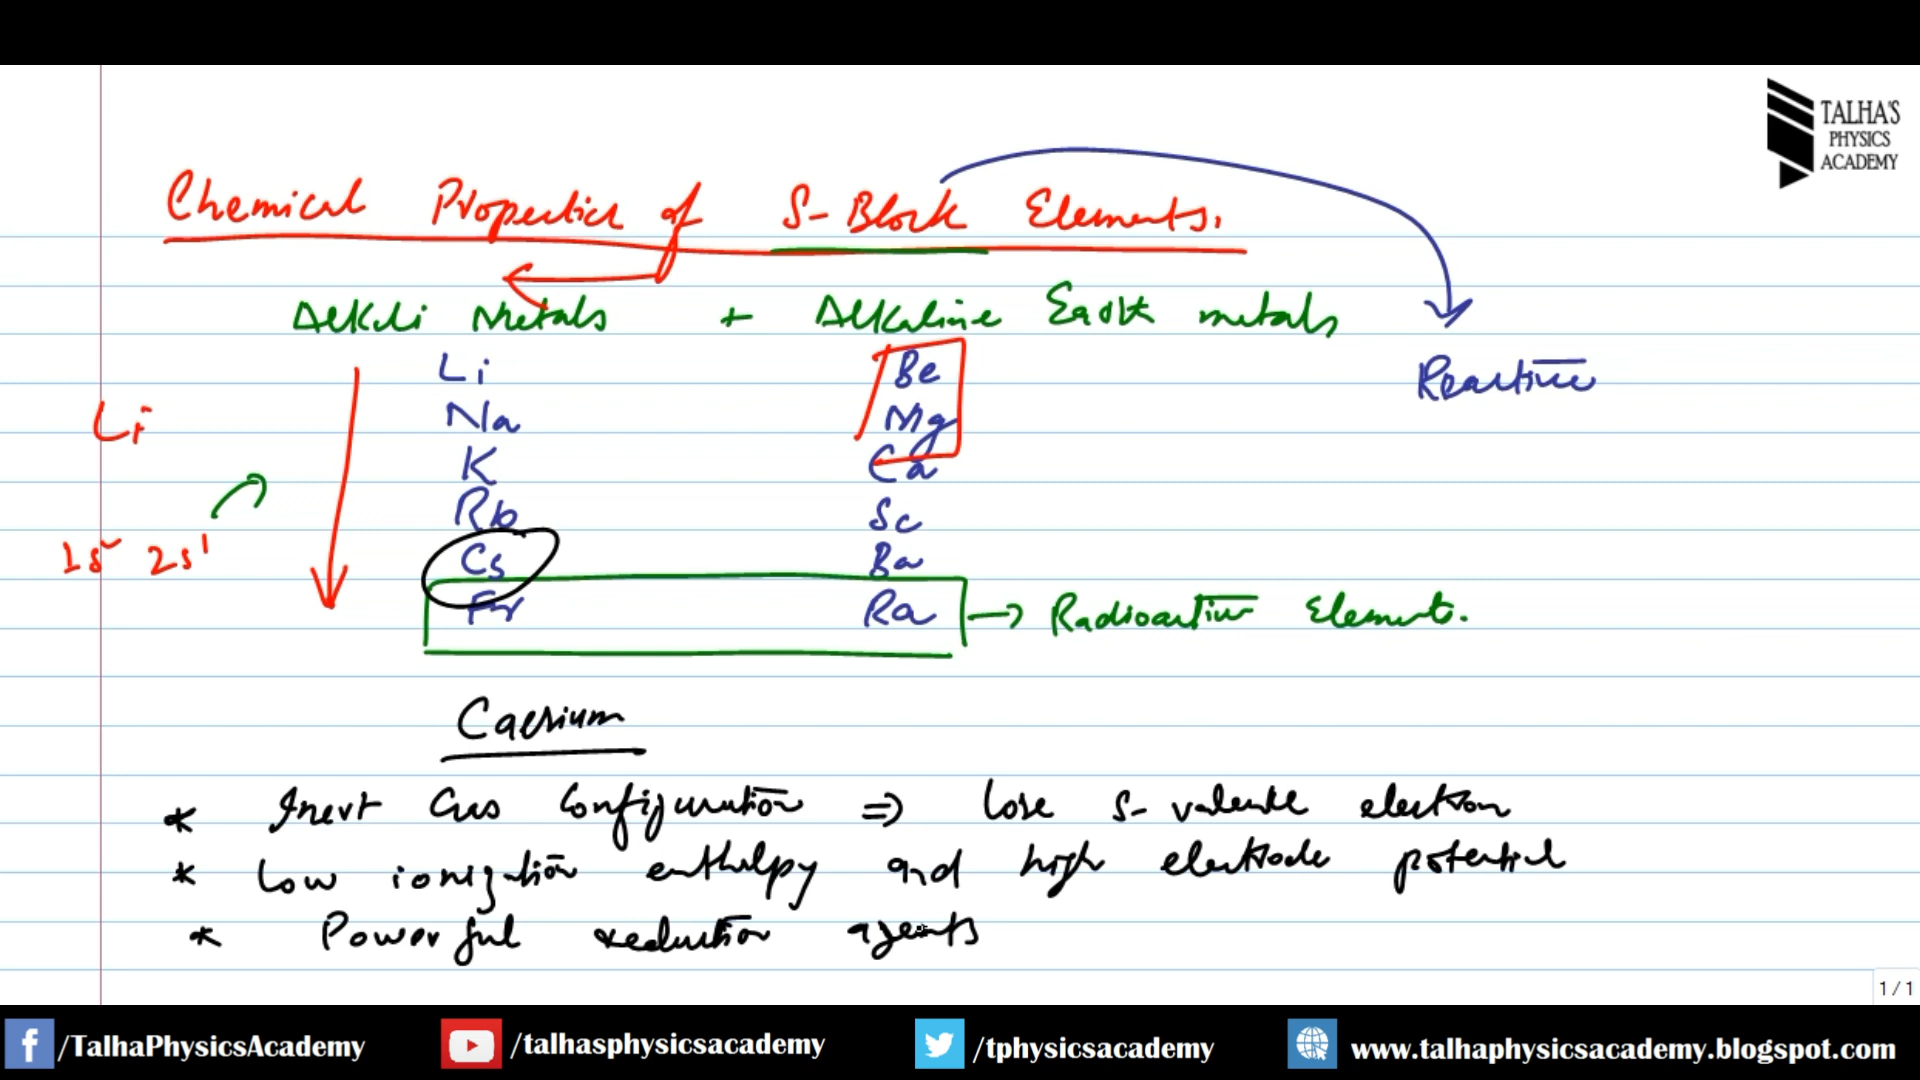 TALHA'S
PHYSICS
ACADEMY
Chemical Properties of S-Block Elements.
Alkali Metals + Alkaline Earth metals
Li Be
Reactive
Na Mg
Li
K Ca
Rb Sc
1s² 2s¹
Cs Ba
Fr Ra → Radioactive Elements.
Caesium
* Inert Gas Configuration ⇒ lose s-valence electron
* Low ionization enthalpy and high electrode potential
* Powerful reduction agents
1 / 1
/TalhaPhysicsAcademy /talhasphysicsacademy /tphysicsacademy www.talhaphysicsacademy.blogspot.com